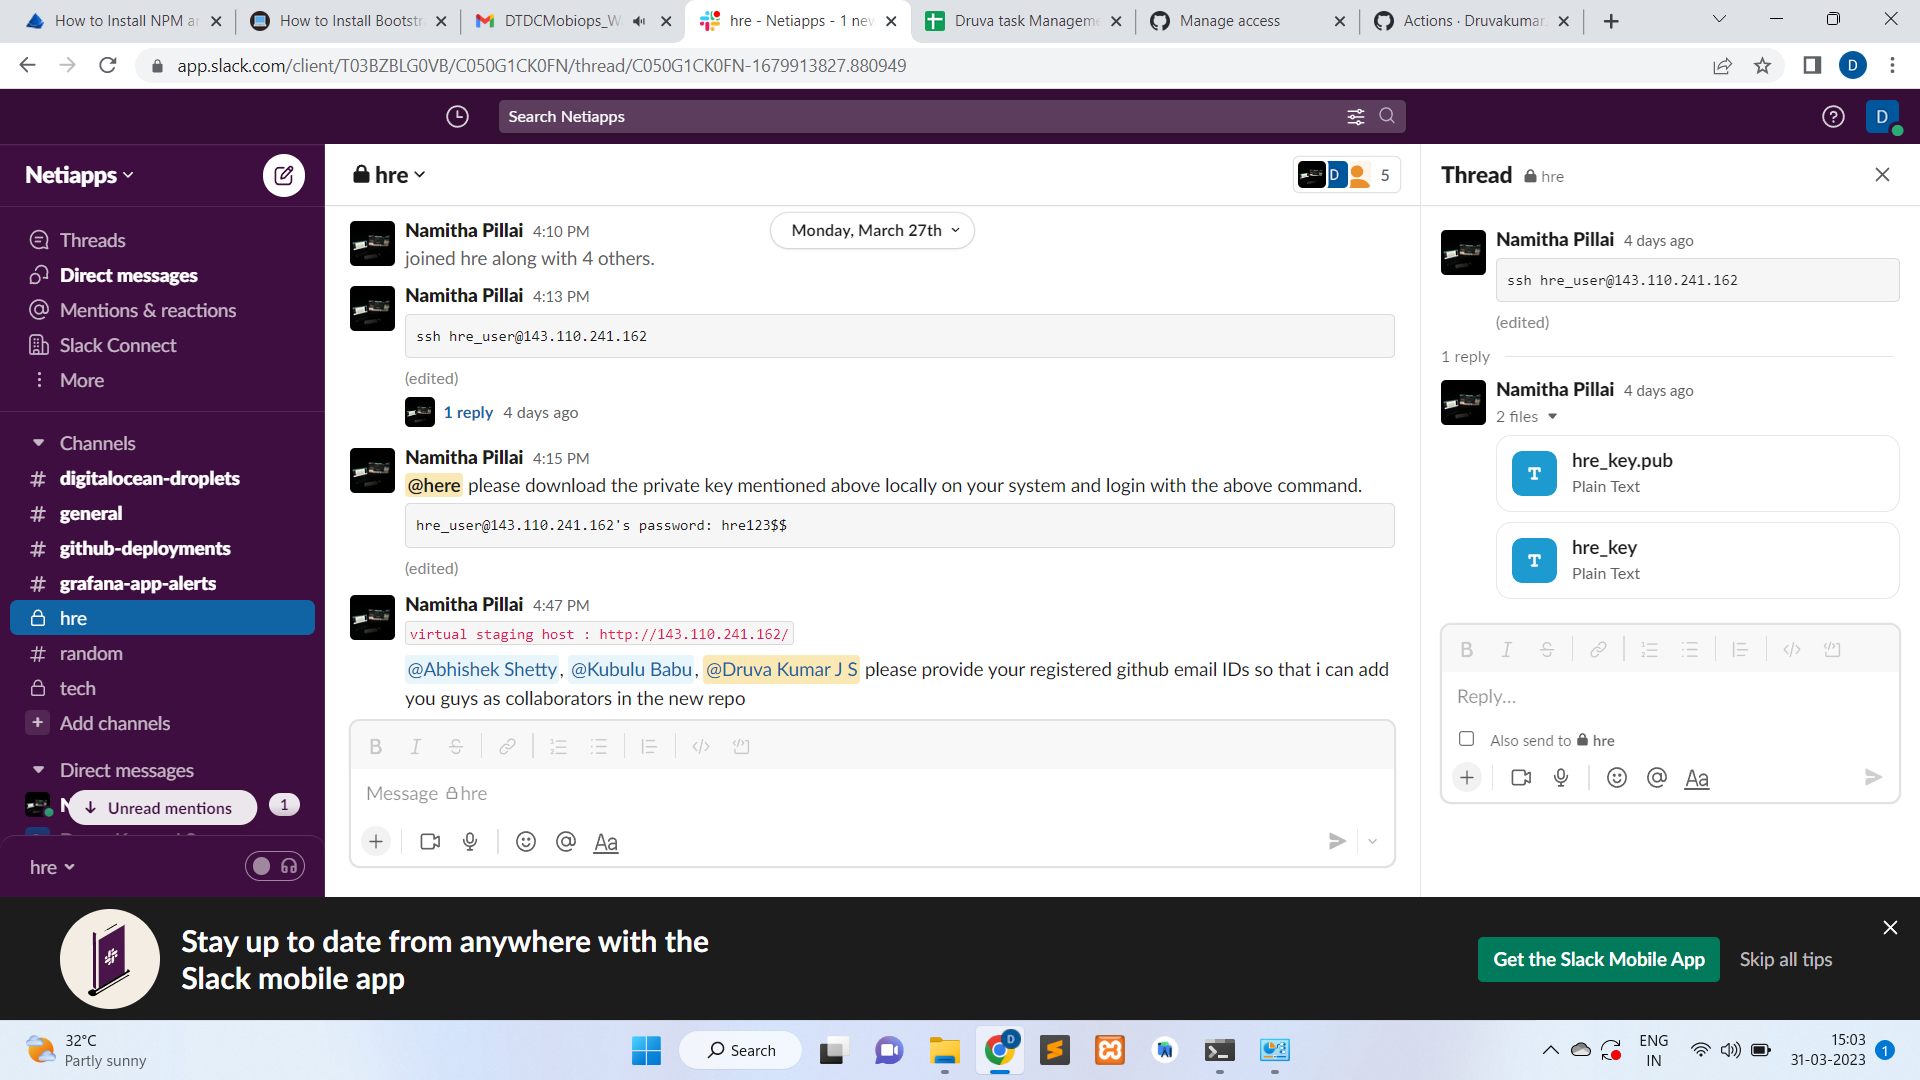 How to Install NPM a
How to Install Bootstr
DTDCMobiops_W
hre - Netiapps - 1 new
Druva task Managem
Manage access
Actions · Druvakumar
app.slack.com/client/T03BZBLG0VB/C050G1CK0FN/thread/C050G1CK0FN-1679913827.880949
D
Search Netiapps
D
Netiapps
Threads
Direct messages
Mentions & reactions
Slack Connect
More
Channels
# digitalocean-droplets
# general
# github-deployments
# grafana-app-alerts
hre
# random
tech
+ Add channels
Direct messages
N
Unread mentions
1
hre
hre
D
5
Monday, March 27th
Namitha Pillai 4:10 PM
joined hre along with 4 others.
Namitha Pillai 4:13 PM
ssh hre_user@143.110.241.162
(edited)
1 reply 4 days ago
Namitha Pillai 4:15 PM
@here please download the private key mentioned above locally on your system and login with the above command.
hre_user@143.110.241.162's password: hre123$$
(edited)
Namitha Pillai 4:47 PM
virtual staging host : http://143.110.241.162/
@Abhishek Shetty, @Kubulu Babu, @Druva Kumar J S please provide your registered github email IDs so that i can add
you guys as collaborators in the new repo
B I S
Message hre
Aa
Thread hre
Namitha Pillai 4 days ago
ssh hre_user@143.110.241.162
(edited)
1 reply
Namitha Pillai 4 days ago
2 files
T
hre_key.pub
Plain Text
T
hre_key
Plain Text
B I S
Reply...
Also send to hre
Aa
Stay up to date from anywhere with the
Slack mobile app
Get the Slack Mobile App
Skip all tips
32°C
Partly sunny
Search
D
ENG
IN
15:03
31-03-2023
1